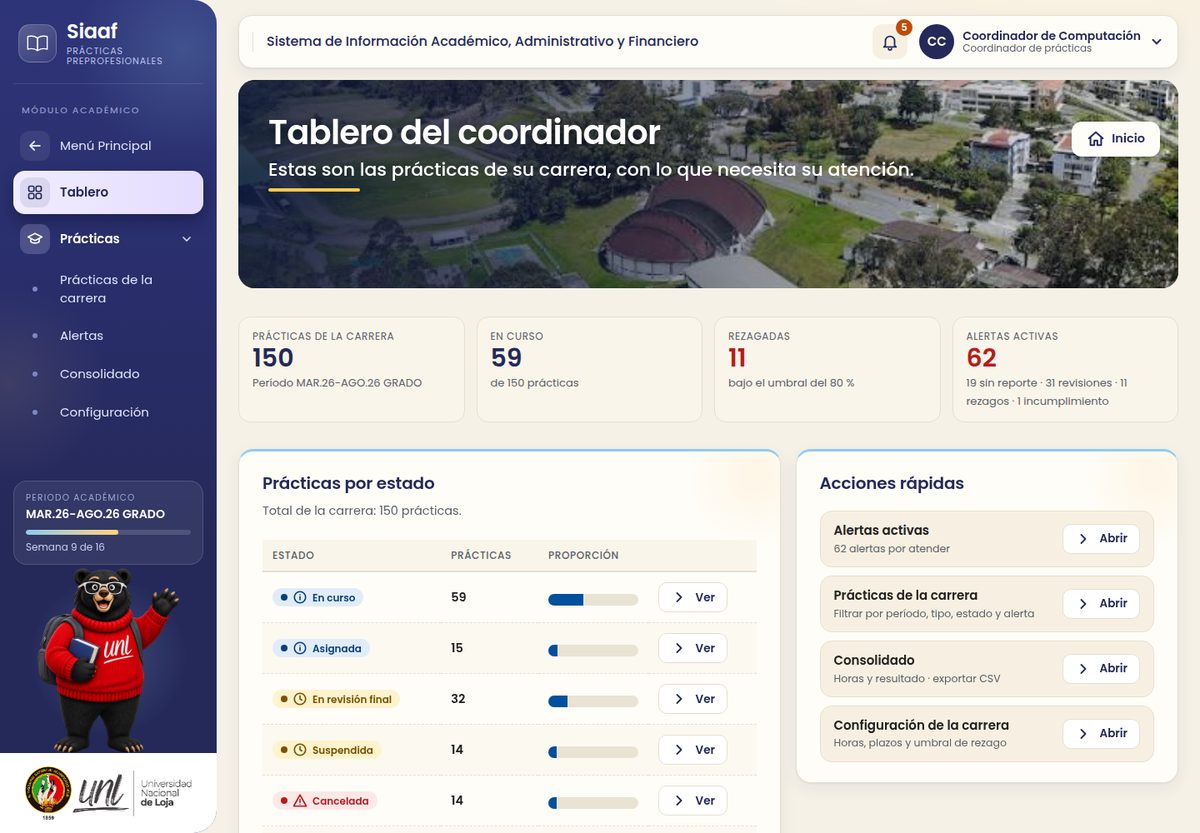 Siaaf
PRÁCTICAS
PREPROFESIONALES
MÓDULO ACADÉMICO
Menú Principal
Tablero
Prácticas
Prácticas de la
carrera
Alertas
Consolidado
Configuración
PERIODO ACADÉMICO
MAR.26-AGO.26 GRADO
Semana 9 de 16
unl
1859
unl
Universidad
Nacional
de Loja
Sistema de Información Académico, Administrativo y Financiero
5
CC
Coordinador de Computación
Coordinador de prácticas
Tablero del coordinador
Estas son las prácticas de su carrera, con lo que necesita su atención.
Inicio
PRÁCTICAS DE LA CARRERA
150
Período MAR.26-AGO.26 GRADO
EN CURSO
59
de 150 prácticas
REZAGADAS
11
bajo el umbral del 80 %
ALERTAS ACTIVAS
62
19 sin reporte · 31 revisiones · 11
rezagos · 1 incumplimiento
Prácticas por estado
Total de la carrera: 150 prácticas.
ESTADO PRÁCTICAS PROPORCIÓN
En curso 59 Ver
Asignada 15 Ver
En revisión final 32 Ver
Suspendida 14 Ver
Cancelada 14 Ver
Acciones rápidas
Alertas activas
62 alertas por atender
Abrir
Prácticas de la carrera
Filtrar por período, tipo, estado y alerta
Abrir
Consolidado
Horas y resultado · exportar CSV
Abrir
Configuración de la carrera
Horas, plazos y umbral de rezago
Abrir